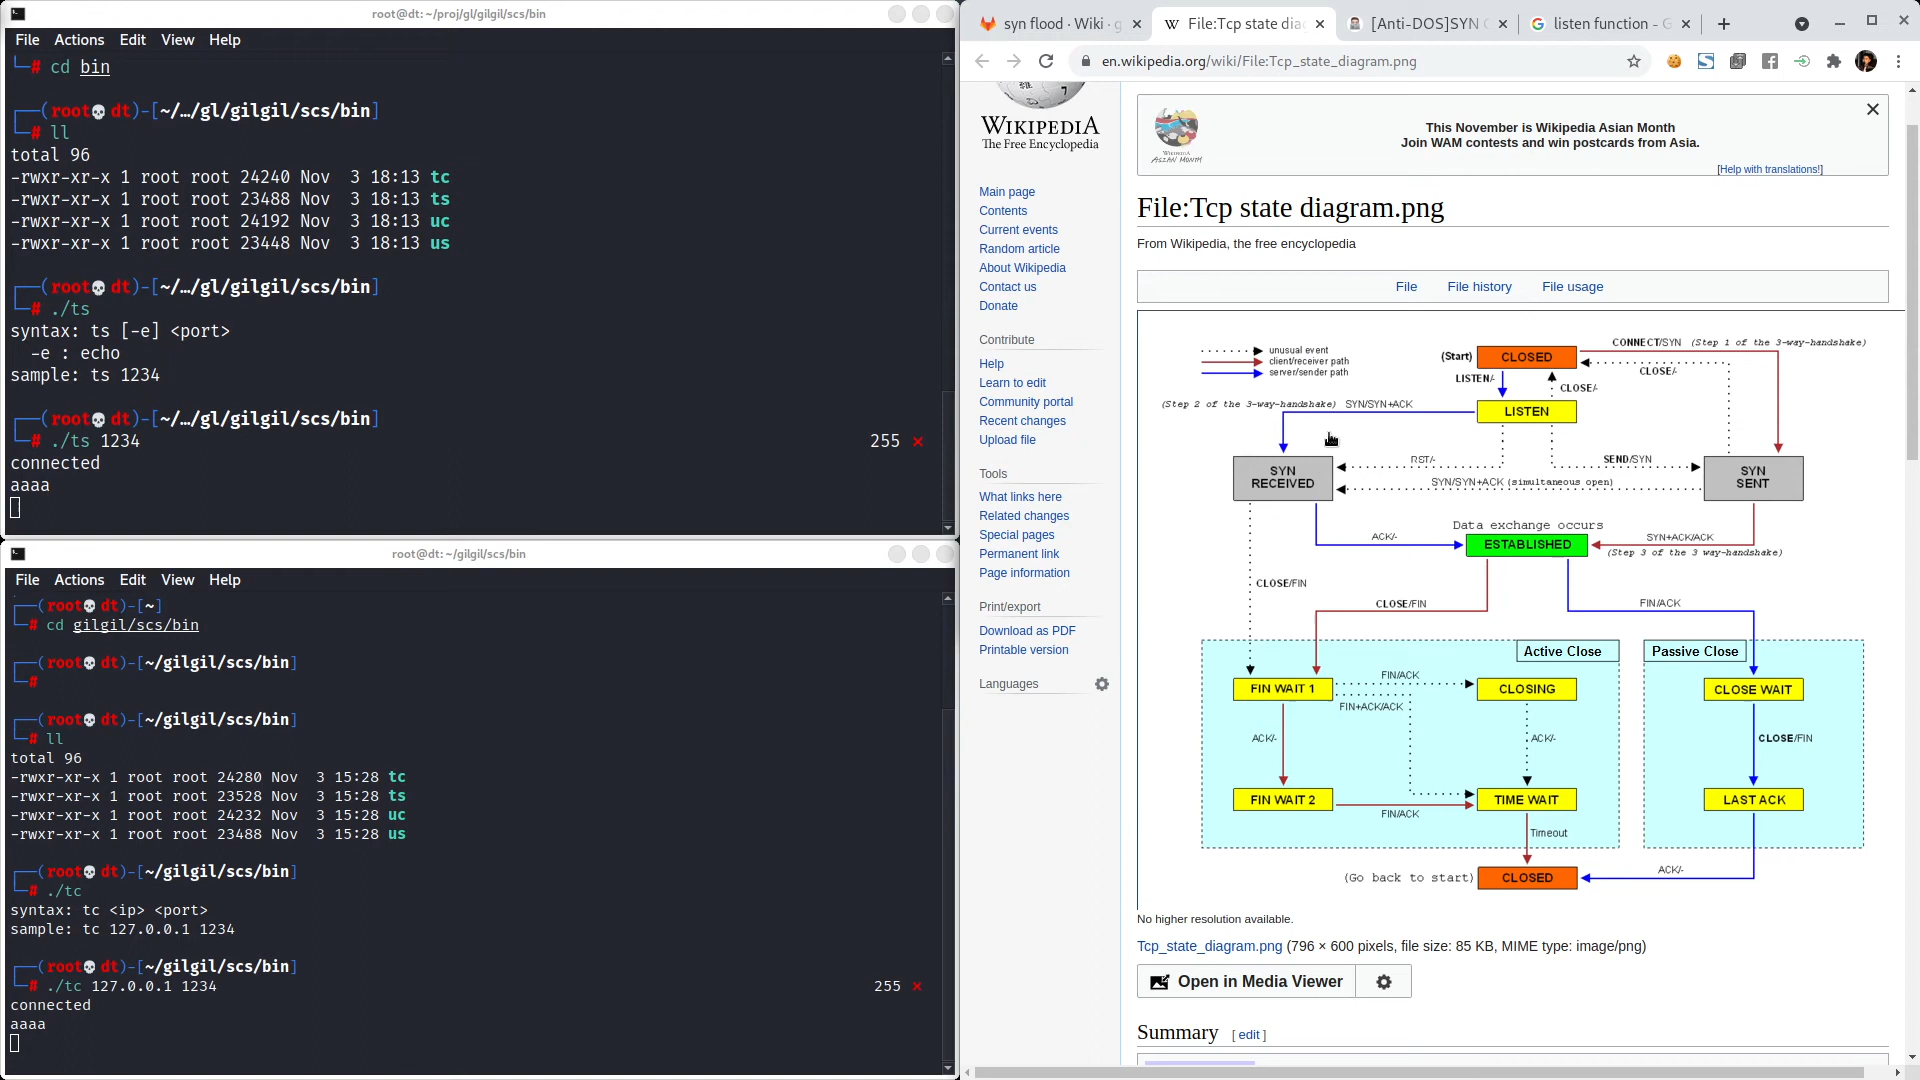 root@dt: ~/proj/gl/gilgil/scs/bin
File Actions Edit View Help
└─# cd bin
┌──(root💀dt)-[~/…/gl/gilgil/scs/bin]
└─# ll
total 96
-rwxr-xr-x 1 root root 24240 Nov  3 18:13 tc
-rwxr-xr-x 1 root root 23488 Nov  3 18:13 ts
-rwxr-xr-x 1 root root 24192 Nov  3 18:13 uc
-rwxr-xr-x 1 root root 23448 Nov  3 18:13 us
┌──(root💀dt)-[~/…/gl/gilgil/scs/bin]
└─# ./ts
syntax: ts [-e] <port>
  -e : echo
sample: ts 1234
┌──(root💀dt)-[~/…/gl/gilgil/scs/bin]
└─# ./ts 1234 255 ⨯
connected
aaaa
root@dt: ~/gilgil/scs/bin
File Actions Edit View Help
┌──(root💀dt)-[~]
└─# cd gilgil/scs/bin
┌──(root💀dt)-[~/gilgil/scs/bin]
└─#
┌──(root💀dt)-[~/gilgil/scs/bin]
└─# ll
total 96
-rwxr-xr-x 1 root root 24280 Nov  3 15:28 tc
-rwxr-xr-x 1 root root 23528 Nov  3 15:28 ts
-rwxr-xr-x 1 root root 24232 Nov  3 15:28 uc
-rwxr-xr-x 1 root root 23488 Nov  3 15:28 us
┌──(root💀dt)-[~/gilgil/scs/bin]
└─# ./tc
syntax: tc <ip> <port>
sample: tc 127.0.0.1 1234
┌──(root💀dt)-[~/gilgil/scs/bin]
└─# ./tc 127.0.0.1 1234 255 ⨯
connected
aaaa
syn flood · Wiki · g
File:Tcp state dia
[Anti-DOS]SYN
listen function - G
en.wikipedia.org/wiki/File:Tcp_state_diagram.png
WIKIPEDIA
The Free Encyclopedia
Main page
Contents
Current events
Random article
About Wikipedia
Contact us
Donate
Contribute
Help
Learn to edit
Community portal
Recent changes
Upload file
Tools
What links here
Related changes
Special pages
Permanent link
Page information
Print/export
Download as PDF
Printable version
Languages
WIKIPEDIA
ASIAN MONTH
This November is Wikipedia Asian Month
Join WAM contests and win postcards from Asia.
[Help with translations!]
File:Tcp state diagram.png
From Wikipedia, the free encyclopedia
File File history File usage
unusual event
client/receiver path
server/sender path
(Start)
CLOSED
CONNECT/SYN (Step 1 of the 3-way-handshake)
LISTEN/-
CLOSE/-
CLOSE/-
(Step 2 of the 3-way-handshake) SYN/SYN+ACK
LISTEN
RST/-
SEND/SYN
SYN
RECEIVED
SYN/SYN+ACK (simultaneous open)
SYN
SENT
Data exchange occurs
ACK/-
ESTABLISHED
SYN+ACK/ACK
(Step 3 of the 3 way-handshake)
CLOSE/FIN
CLOSE/FIN
FIN/ACK
Active Close
Passive Close
FIN WAIT 1
FIN/ACK
CLOSING
CLOSE WAIT
FIN+ACK/ACK
ACK/-
ACK/-
CLOSE/FIN
FIN WAIT 2
FIN/ACK
TIME WAIT
LAST ACK
Timeout
(Go back to start)
CLOSED
ACK/-
No higher resolution available.
Tcp_state_diagram.png (796 × 600 pixels, file size: 85 KB, MIME type: image/png)
Open in Media Viewer
Summary [ edit ]